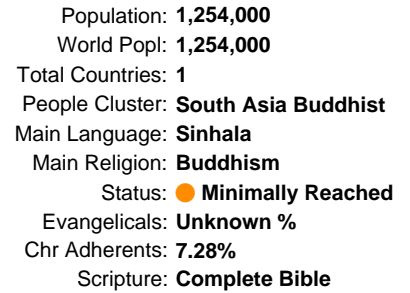 Population: 1,254,000
World Popl: 1,254,000
Total Countries: 1
People Cluster: South Asia Buddhist
Main Language: Sinhala
Main Religion: Buddhism
Status: Minimally Reached
Evangelicals: Unknown %
Chr Adherents: 7.28%
Scripture: Complete Bible